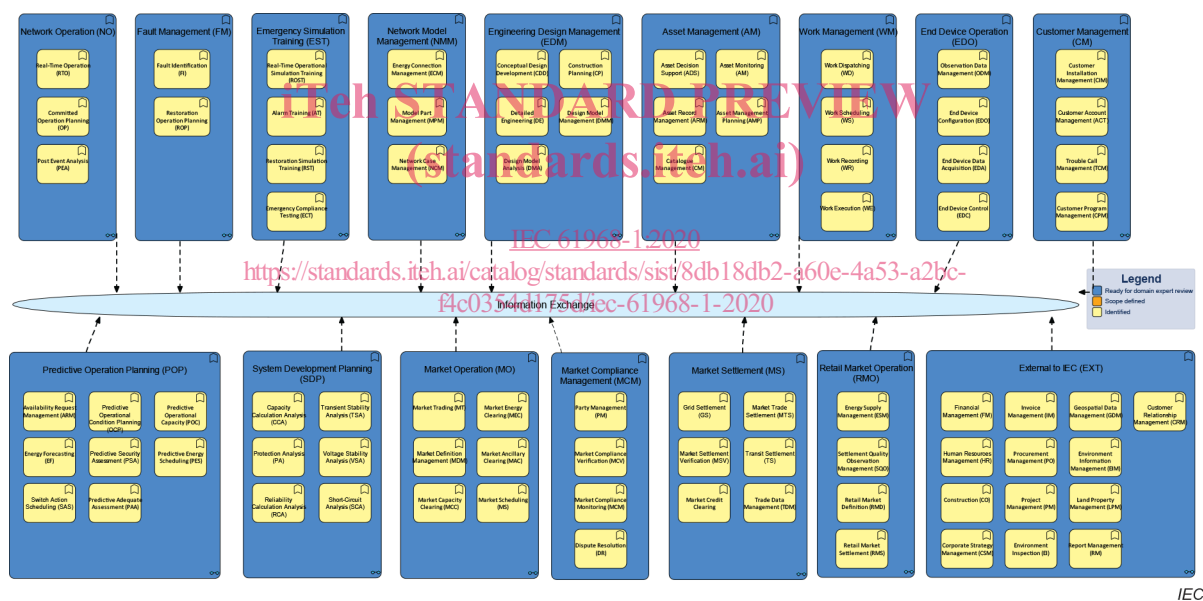 Network Operation (NO)
Real-Time Operation
(RTO)
Committed
Operation Planning
(OP)
Post Event Analysis
(PEA)
Fault Management (FM)
Fault Identification
(FI)
Restoration
Operation Planning
(ROP)
Emergency Simulation
Training (EST)
Real-Time Operational
Simulation Training
(ROST)
Alarm Training (AT)
Restoration Simulation
Training (RST)
Emergency Compliance
Testing (ECT)
Network Model
Management (NMM)
Energy Connection
Management (ECM)
Model Part
Management (MPM)
Network Case
Management (NCM)
Engineering Design Management
(EDM)
Conceptual Design
Development (CDD)
Construction
Planning (CP)
Detailed
Engineering (DE)
Design Model
Management (DMM)
Design Model
Analysis (DMA)
Asset Management (AM)
Asset Decision
Support (ADS)
Asset Monitoring
(AM)
Asset Record
Management (ARM)
Asset Management
Planning (AMP)
Catalogue
Management (CM)
Work Management (WM)
Work Dispatching
(WD)
Work Scheduling
(WS)
Work Recording
(WR)
Work Execution (WE)
End Device Operation
(EDO)
Observation Data
Management (ODM)
End Device
Configuration (EDO)
End Device Data
Acquisition (EDA)
End Device Control
(EDC)
Customer Management
(CM)
Customer
Installation
Management (CIM)
Customer Account
Management (ACT)
Trouble Call
Management (TCM)
Customer Program
Management (CPM)
iTeh STANDARD PREVIEW
(standards.iteh.ai)
IEC 61968-1:2020
https://standards.iteh.ai/catalog/standards/sist/8db18db2-a60e-4a53-a2bc-
f4c0354d175d/iec-61968-1-2020
Information Exchange
Legend
Ready for domain expert review
Scope defined
Identified
Predictive Operation Planning (POP)
Availability Request
Management (ARM)
Predictive
Operational
Condition Planning
(OCP)
Predictive
Operational
Capacity (POC)
Energy Forecasting
(EF)
Predictive Security
Assessment (PSA)
Predictive Energy
Scheduling (PES)
Switch Action
Scheduling (SAS)
Predictive Adequate
Assessment (PAA)
System Development Planning
(SDP)
Capacity
Calculation Analysis
(CCA)
Transient Stability
Analysis (TSA)
Protection Analysis
(PA)
Voltage Stability
Analysis (VSA)
Reliability
Calculation Analysis
(RCA)
Short-Circuit
Analysis (SCA)
Market Operation (MO)
Market Trading (MT)
Market Energy
Clearing (MEC)
Market Definition
Management (MDM)
Market Ancillary
Clearing (MAC)
Market Capacity
Clearing (MCC)
Market Scheduling
(MS)
Market Compliance
Management (MCM)
Party Management
(PM)
Market Compliance
Verification (MCV)
Market Compliance
Monitoring (MCM)
Dispute Resolution
(DR)
Market Settlement (MS)
Grid Settlement
(GS)
Market Trade
Settlement (MTS)
Market Settlement
Verification (MSV)
Transit Settlement
(TS)
Market Credit
Clearing
Trade Data
Management (TDM)
Retail Market Operation
(RMO)
Energy Supply
Management (ESM)
Settlement Quality
Observation
Management (SQO)
Retail Market
Definition (RMD)
Retail Market
Settlement (RMS)
External to IEC (EXT)
Financial
Management (FM)
Invoice
Management (IM)
Geospatial Data
Management (GDM)
Customer
Relationship
Management (CRM)
Human Resources
Management (HR)
Procurement
Management (PO)
Environment
Information
Management (EIM)
Construction (CO)
Project
Management (PM)
Land Property
Management (LPM)
Corporate Strategy
Management (CSM)
Environment
Inspection (EI)
Report Management
(RM)
IEC